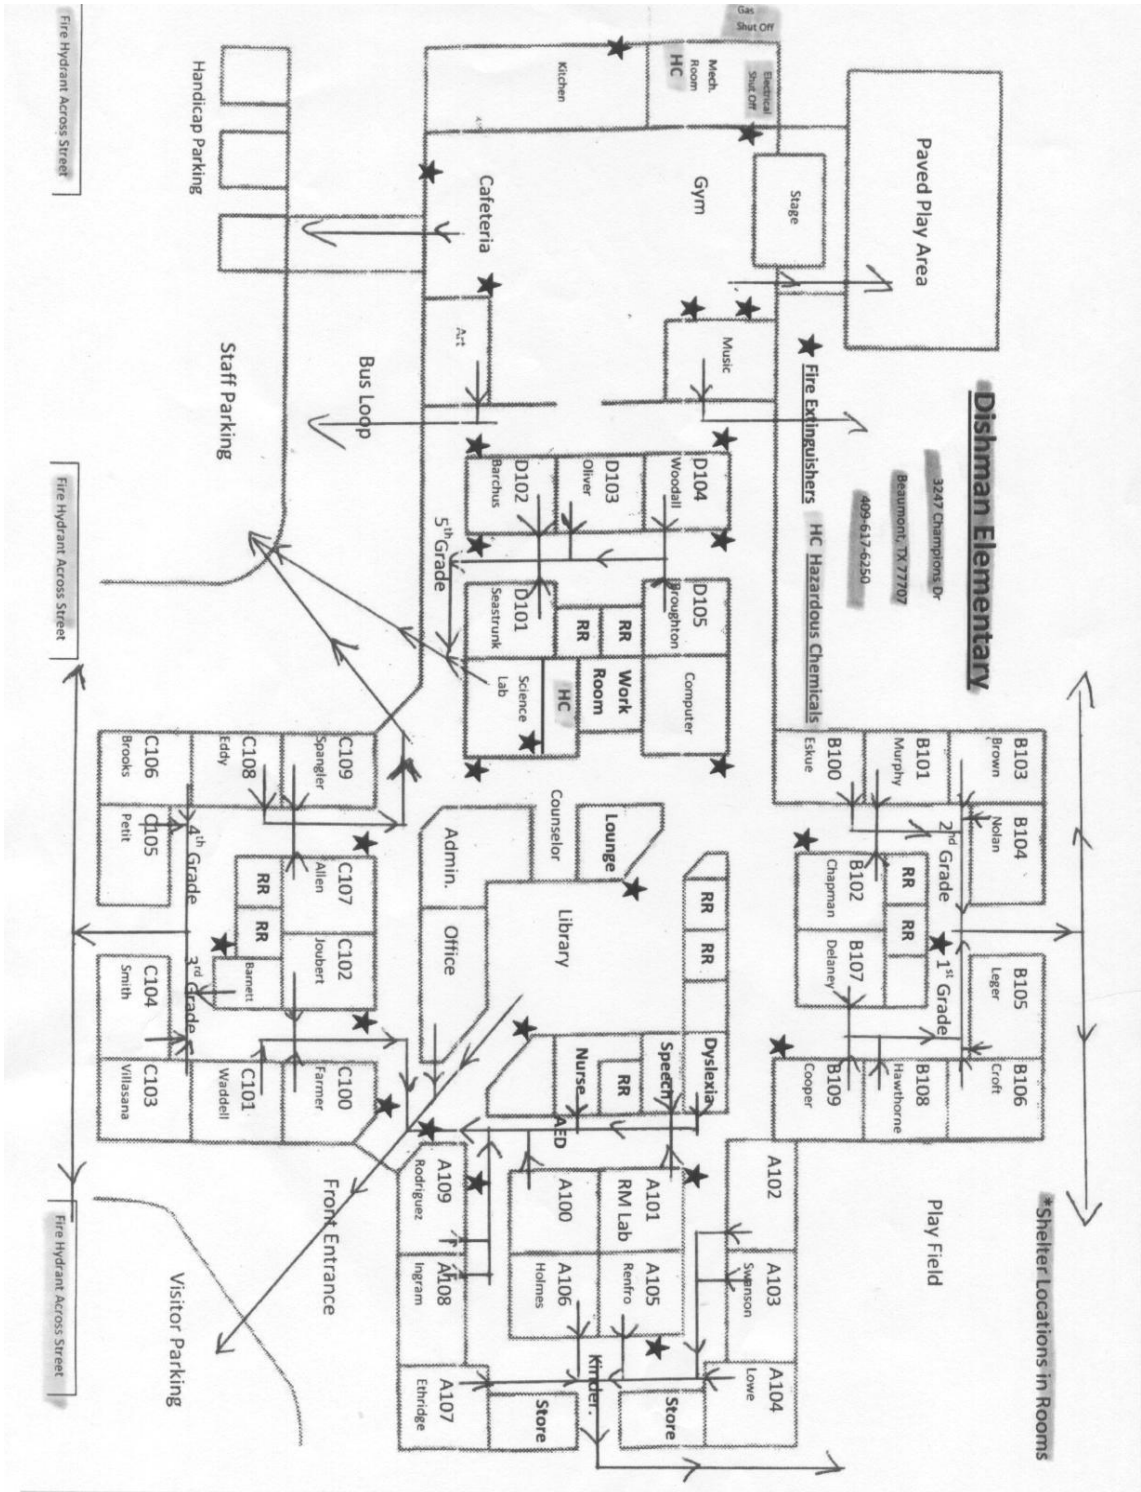 Dishman Elementary
3247 Champions Dr
Beaumont, TX 77707
409-617-6250
★ Fire Extinguishers HC Hazardous Chemicals
*Shelter Locations in Rooms
Gas
Shut Off
Electrical
Shut Off
Mech.
Room
HC
Kitchen
Paved Play Area
Stage
Gym
Cafeteria
Music
Art
Handicap Parking
Staff Parking
Bus Loop
Fire Hydrant Across Street
Fire Hydrant Across Street
Fire Hydrant Across Street
D104
Woodall
D103
Oliver
D102
Barchus
5th Grade
D105
Broughton
RR
RR
D101
Seastrunk
Computer
Work
Room
HC
Science
Lab
B103
Brown
B101
Murphy
B100
Eskue
B104
Nolan
2nd Grade
B102
Chapman
RR
RR
B107
Delaney
1st Grade
B105
Leger
B106
Croft
B108
Hawthorne
B109
Cooper
C109
Spangler
C108
Eddy
C106
Brooks
C105
Petit
4th Grade
C107
Allen
RR
RR
C102
Joubert
Barnett
3rd Grade
C104
Smith
C103
Villasana
C101
Waddell
C100
Farmer
Lounge
Counselor
Admin.
Office
Library
RR
RR
Dyslexia
Speech
RR
Nurse
AED
A102
A103
Swanson
A104
Lowe
A101
RM Lab
A100
A105
Renfro
A106
Holmes
A109
Rodriguez
A108
Ingram
A107
Ethridge
Kinder.
Store
Store
Play Field
Front Entrance
Visitor Parking